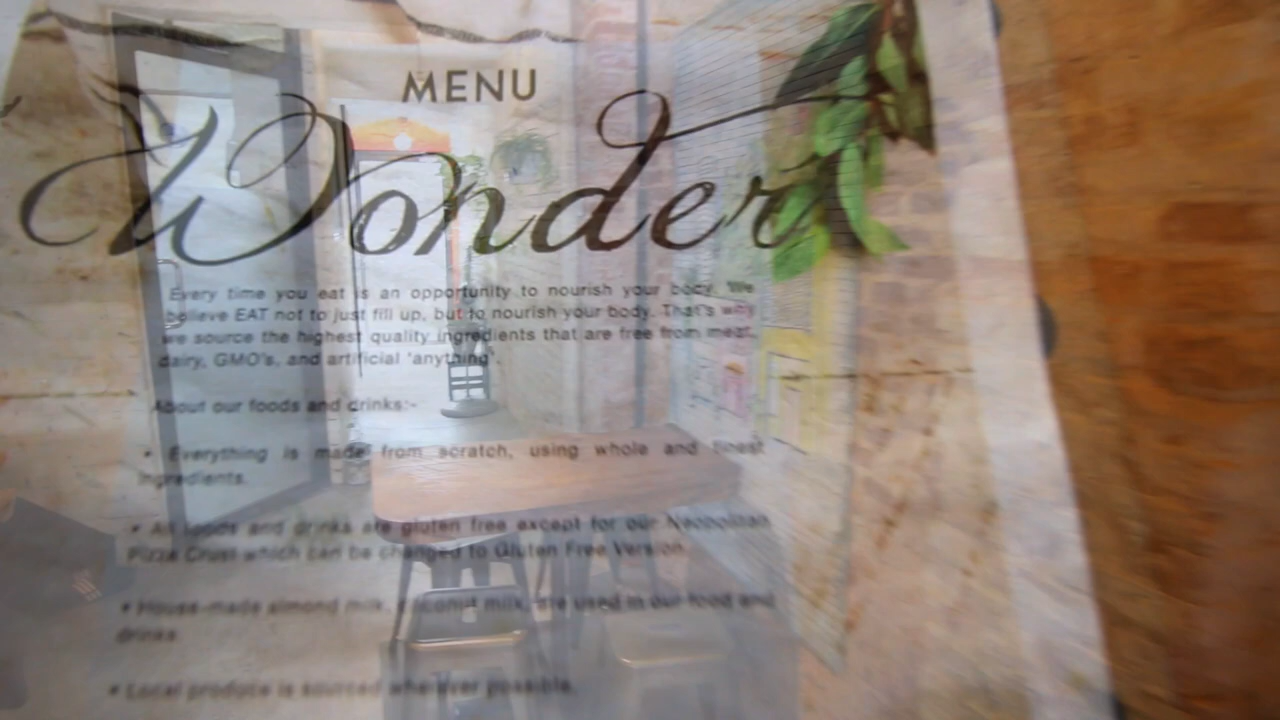 MENU
Wonder
Every time you eat is an opportunity to nourish your body. We
believe EAT not to just fill up, but to nourish your body. That's why
we source the highest quality ingredients that are free from meat,
dairy, GMO's, and artificial 'anything'.
About our foods and drinks:-
• Everything is made from scratch, using whole and finest
ingredients.
• All foods and drinks are gluten free except for our Neopolitan
Pizza Crust which can be changed to Gluten Free Version.
• House-made almond milk, coconut milk, are used in our food and
drinks.
• Local produce is sourced wherever possible.